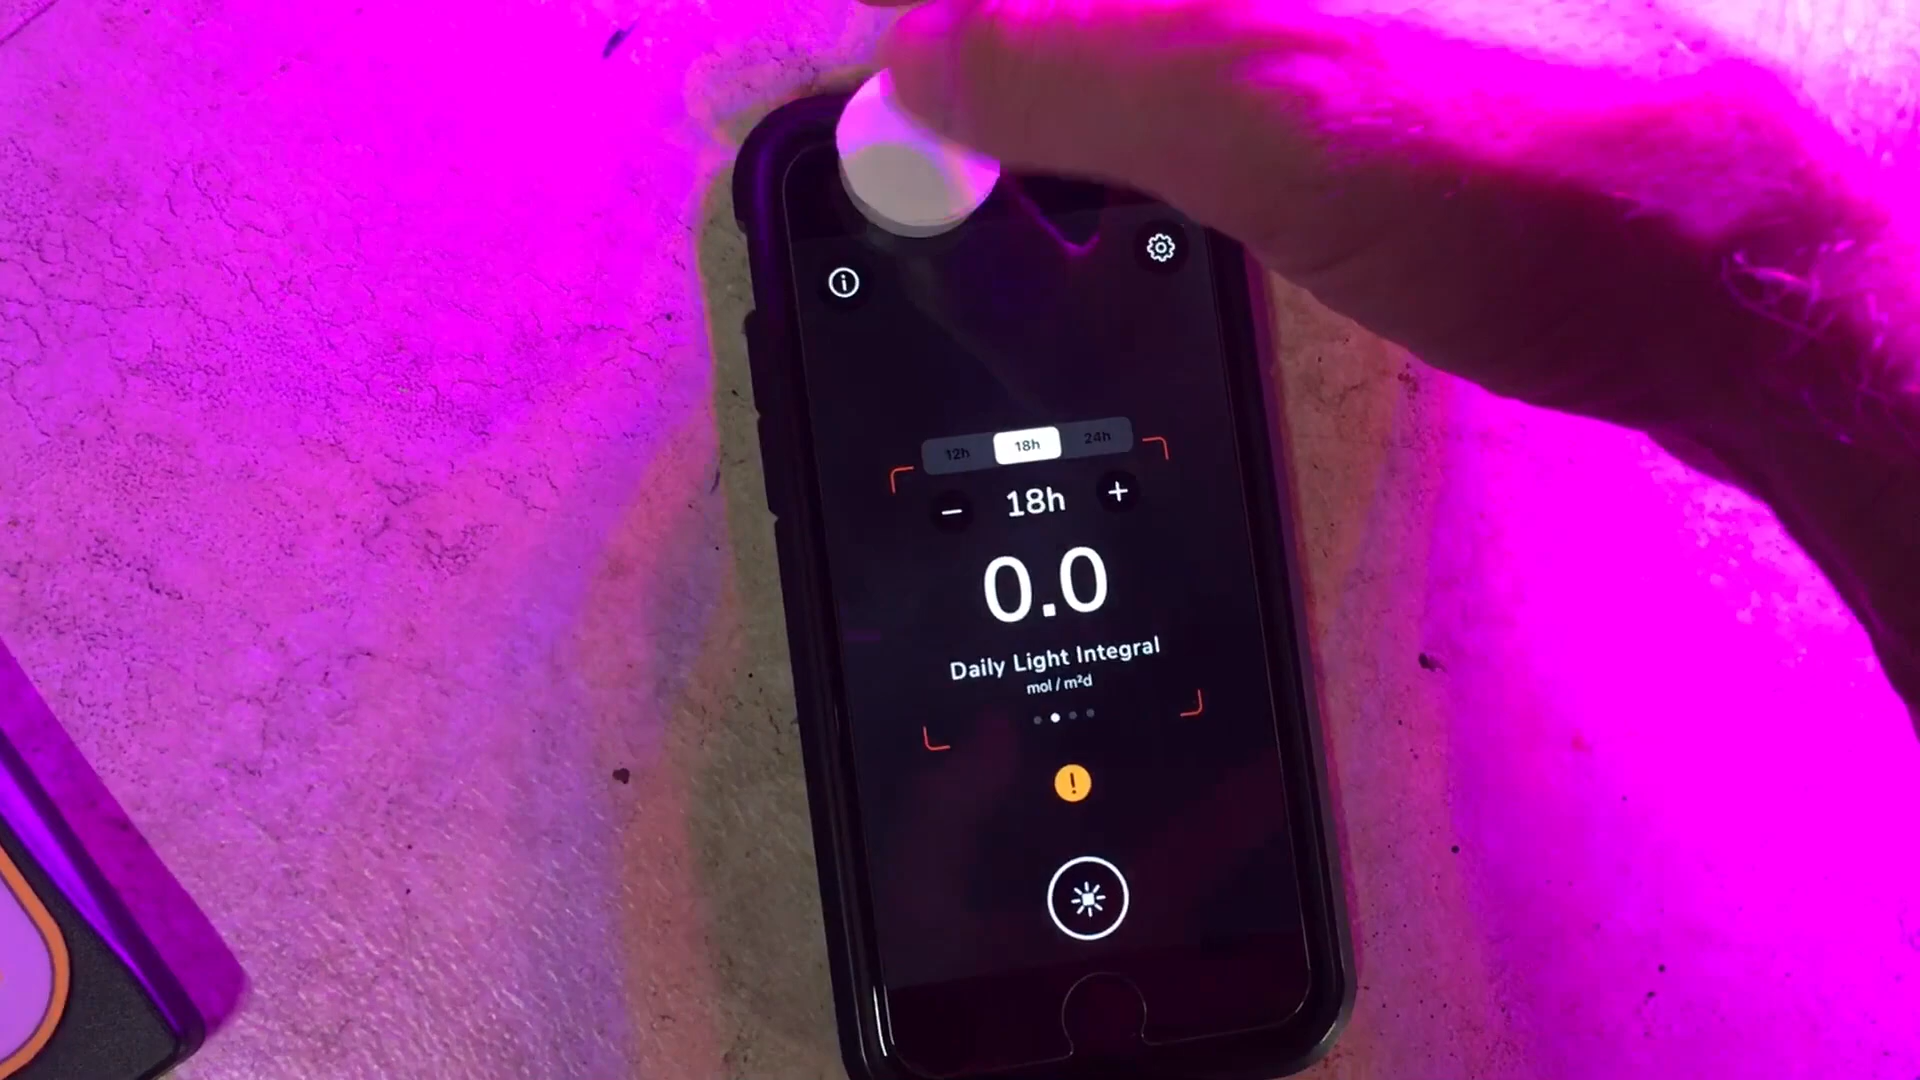 12h 18h 24h
− 18h +
0.0
Daily Light Integral
mol / m²d